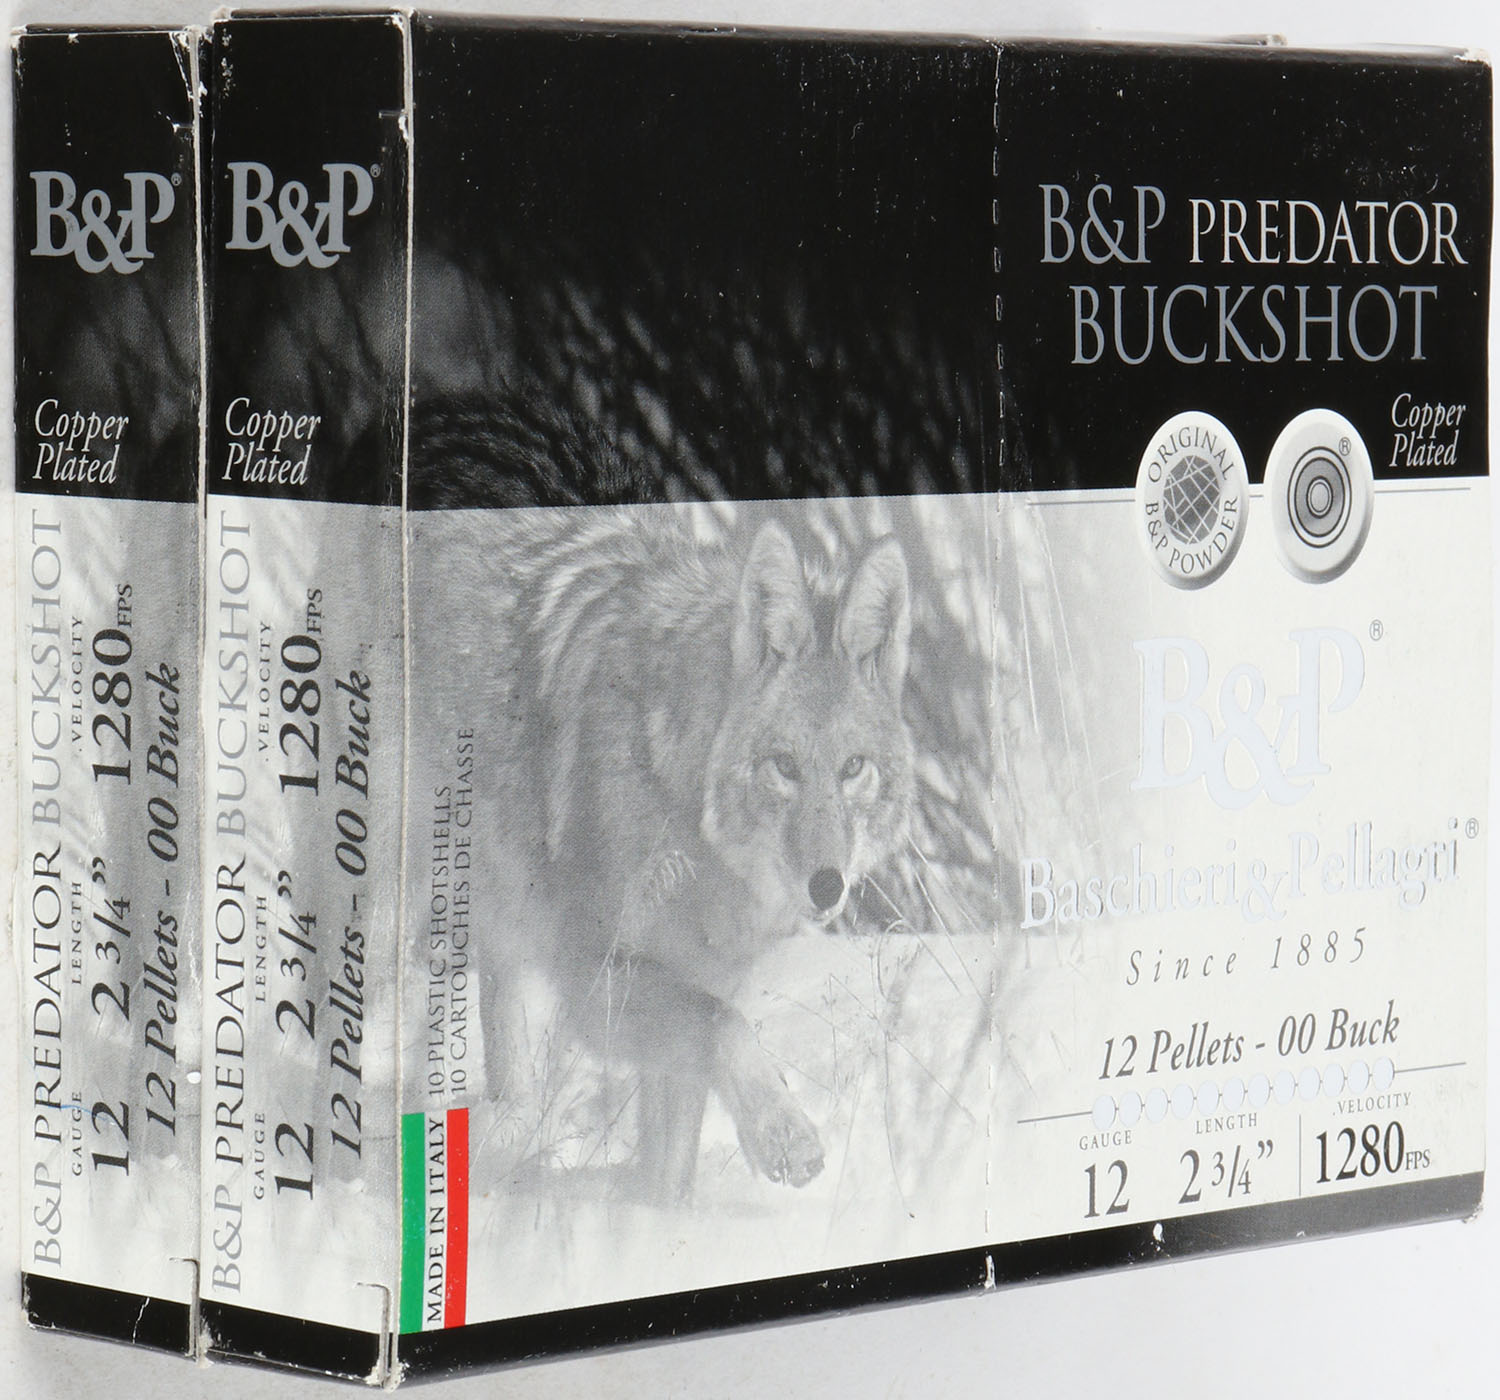 B&P®
Copper
Plated
B&P PREDATOR BUCKSHOT
GAUGE LENGTH .VELOCITY
12 2 3/4” 1280FPS
12 Pellets - 00 Buck
B&P®
Copper
Plated
B&P PREDATOR BUCKSHOT
GAUGE LENGTH .VELOCITY
12 2 3/4” 1280FPS
12 Pellets - 00 Buck
10 PLASTIC SHOTSHELLS
10 CARTOUCHES DE CHASSE
MADE IN ITALY
B&P PREDATOR
BUCKSHOT
Copper
Plated
ORIGINAL
B&P POWDER
®
B&P®
Baschieri&Pellagri®
Since 1885
12 Pellets - 00 Buck
GAUGE LENGTH .VELOCITY
12 2 3/4” 1280FPS